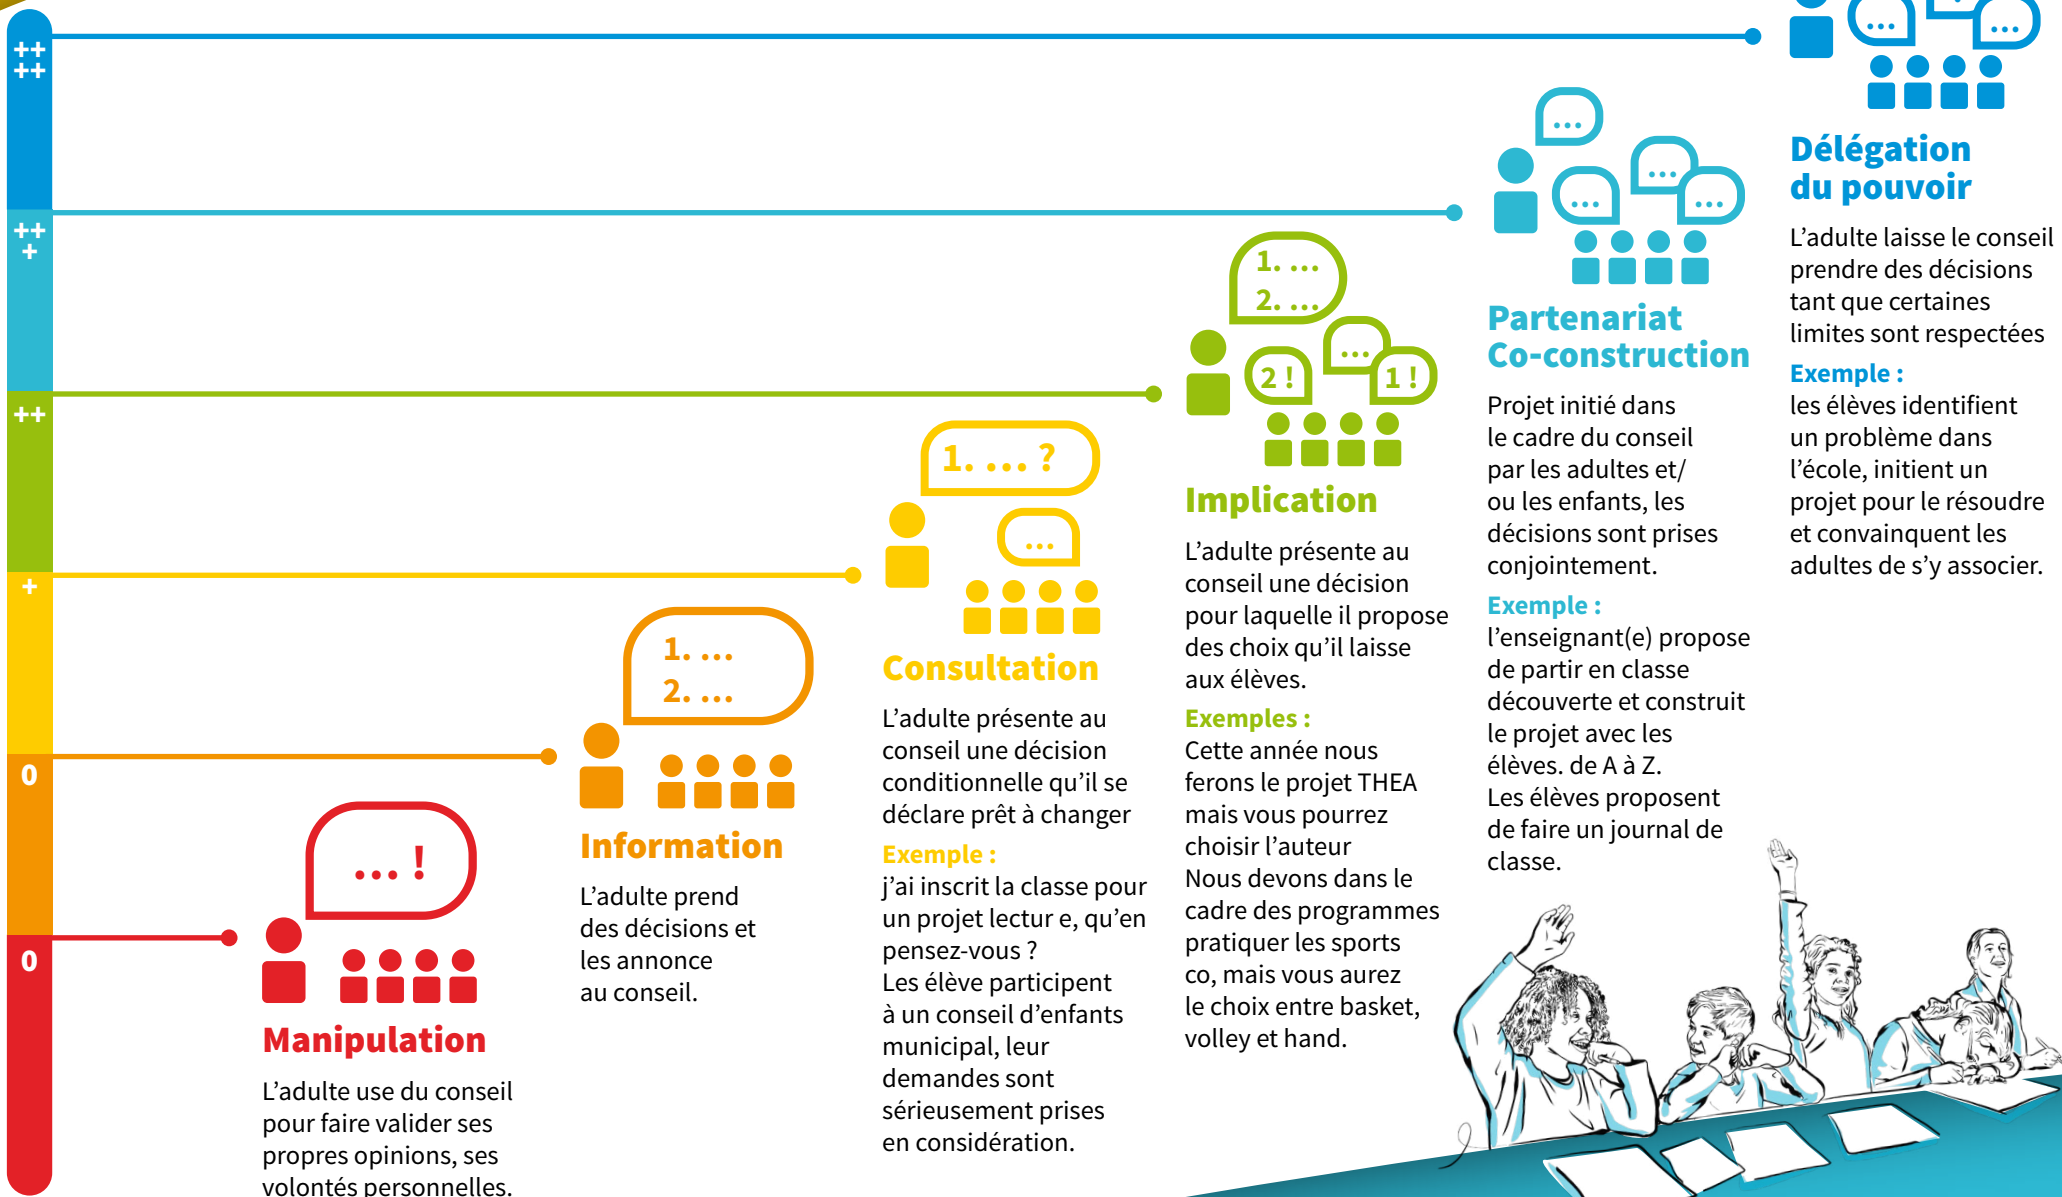 ++
++
++
+
++
+
0
0
... !
Manipulation
L’adulte use du conseil
pour faire valider ses
propres opinions, ses
volontés personnelles.
1. ...
2. ...
Information
L’adulte prend
des décisions et
les annonce
au conseil.
1. ... ?
...
Consultation
L’adulte présente au
conseil une décision
conditionnelle qu’il se
déclare prêt à changer
Exemple :
j’ai inscrit la classe pour
un projet lectur e, qu’en
pensez-vous ?
Les élève participent
à un conseil d’enfants
municipal, leur
demandes sont
sérieusement prises
en considération.
1. ...
2. ...
...
2 !
1 !
Implication
L’adulte présente au
conseil une décision
pour laquelle il propose
des choix qu’il laisse
aux élèves.
Exemples :
Cette année nous
ferons le projet THEA
mais vous pourrez
choisir l’auteur
Nous devons dans le
cadre des programmes
pratiquer les sports
co, mais vous aurez
le choix entre basket,
volley et hand.
...
...
...
...
Partenariat
Co-construction
Projet initié dans
le cadre du conseil
par les adultes et/
ou les enfants, les
décisions sont prises
conjointement.
Exemple :
l’enseignant(e) propose
de partir en classe
découverte et construit
le projet avec les
élèves. de A à Z.
Les élèves proposent
de faire un journal de
classe.
...
...
Délégation
du pouvoir
L’adulte laisse le conseil
prendre des décisions
tant que certaines
limites sont respectées
Exemple :
les élèves identifient
un problème dans
l’école, initient un
projet pour le résoudre
et convainquent les
adultes de s’y associer.